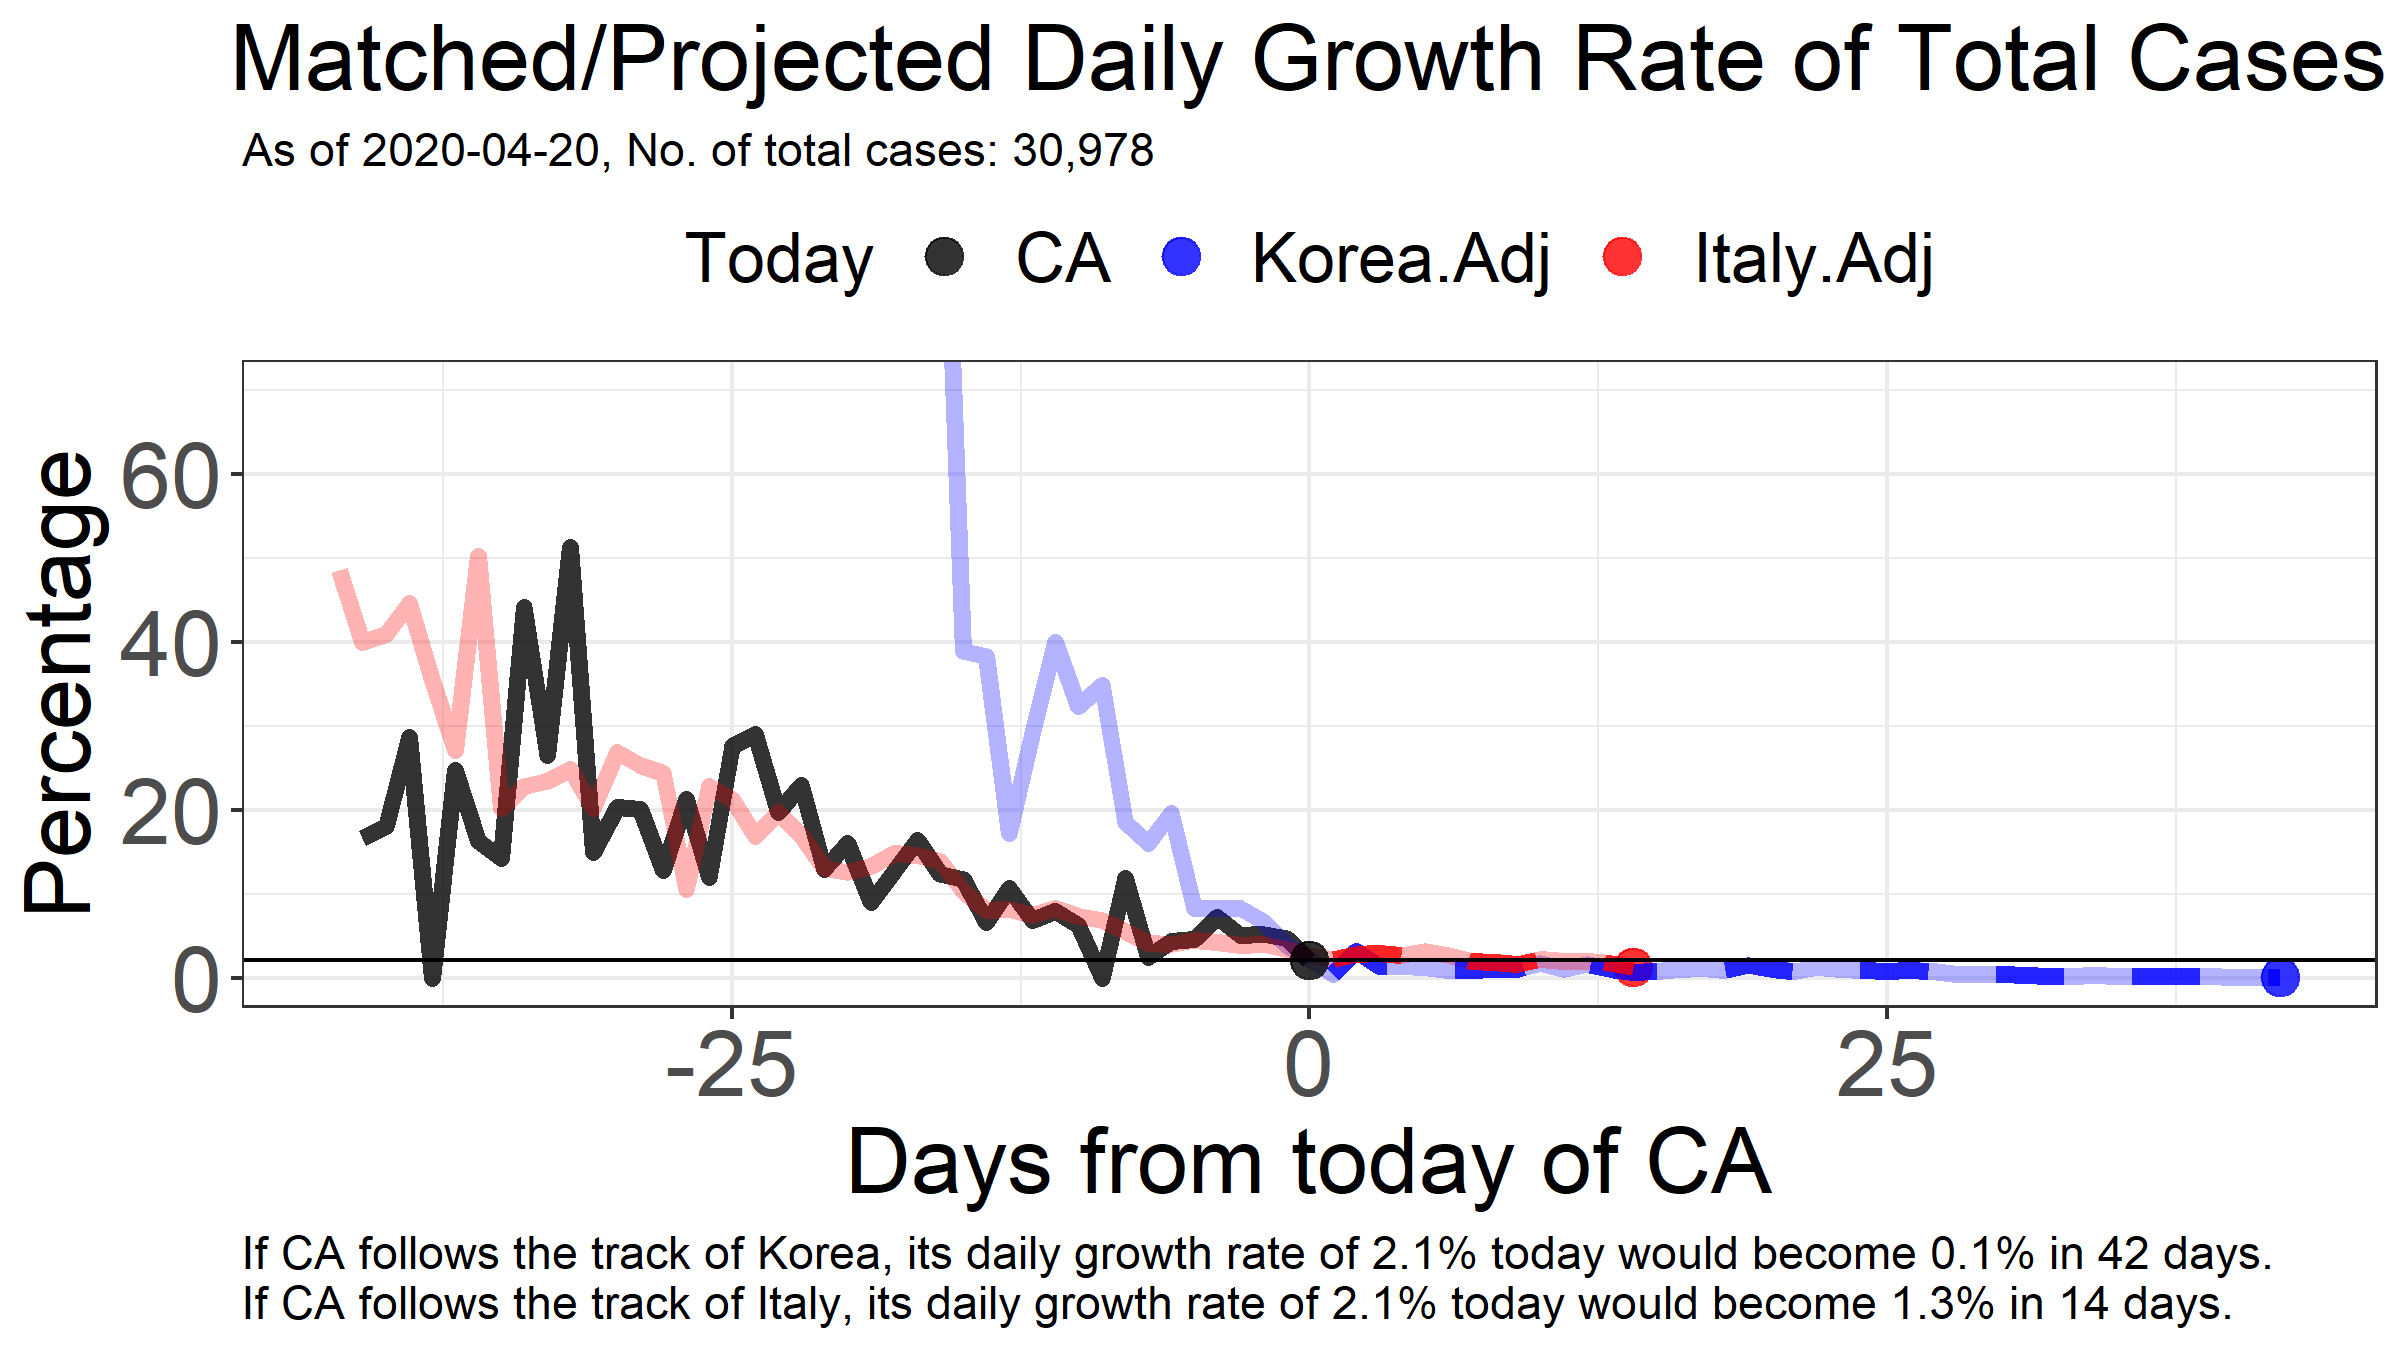 Matched/Projected Daily Growth Rate of Total Cases
As of 2020-04-20, No. of total cases: 30,978
Today CA Korea.Adj Italy.Adj
Percentage
60
40
20
0
-25 0 25
Days from today of CA
If CA follows the track of Korea, its daily growth rate of 2.1% today would become 0.1% in 42 days.
If CA follows the track of Italy, its daily growth rate of 2.1% today would become 1.3% in 14 days.